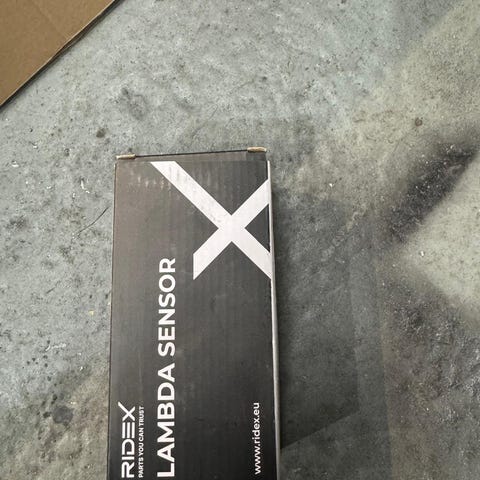 RIDEX
PARTS YOU CAN TRUST
LAMBDA SENSOR
www.ridex.eu